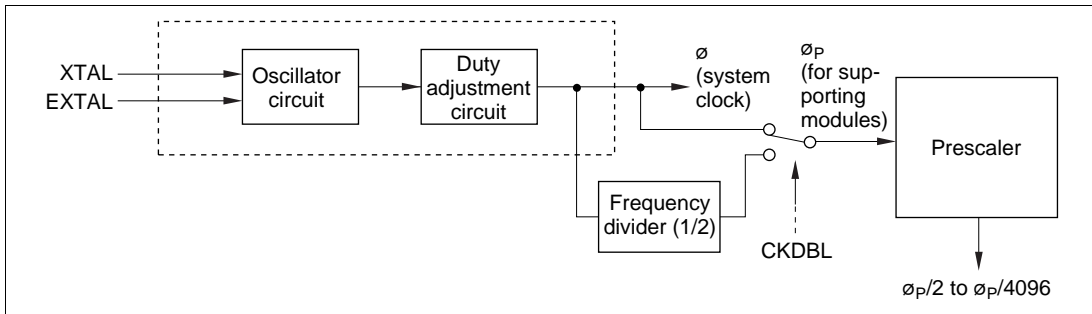 XTAL
EXTAL
Oscillator
circuit
Duty
adjustment
circuit
ø
(system
clock)
øP
(for sup-
porting
modules)
Prescaler
Frequency
divider (1/2)
CKDBL
øP/2 to øP/4096